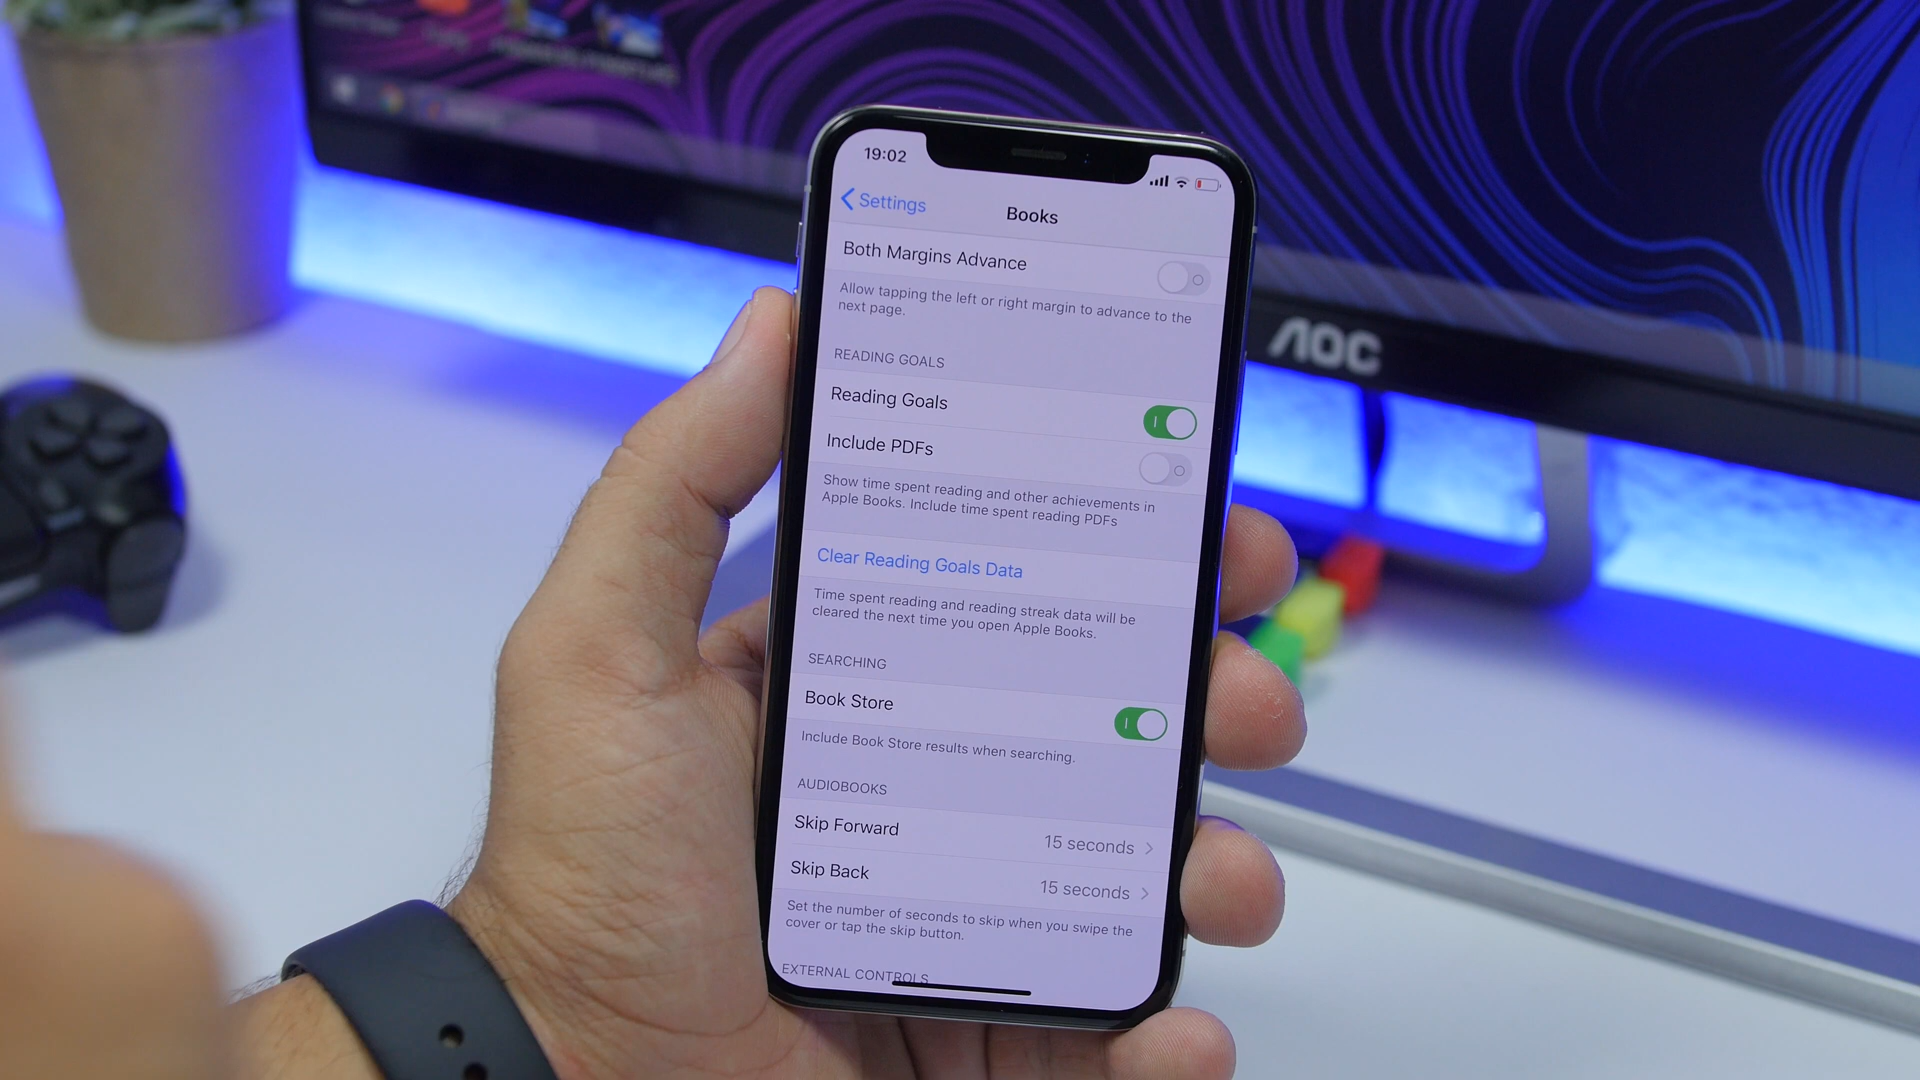 19:02
Settings
Books
Both Margins Advance
Allow tapping the left or right margin to advance to the
next page.
READING GOALS
Reading Goals
Include PDFs
Show time spent reading and other achievements in
Apple Books. Include time spent reading PDFs
Clear Reading Goals Data
Time spent reading and reading streak data will be
cleared the next time you open Apple Books.
SEARCHING
Book Store
Include Book Store results when searching.
AUDIOBOOKS
Skip Forward
15 seconds
Skip Back
15 seconds
Set the number of seconds to skip when you swipe the
cover or tap the skip button.
EXTERNAL CONTROLS
AOC